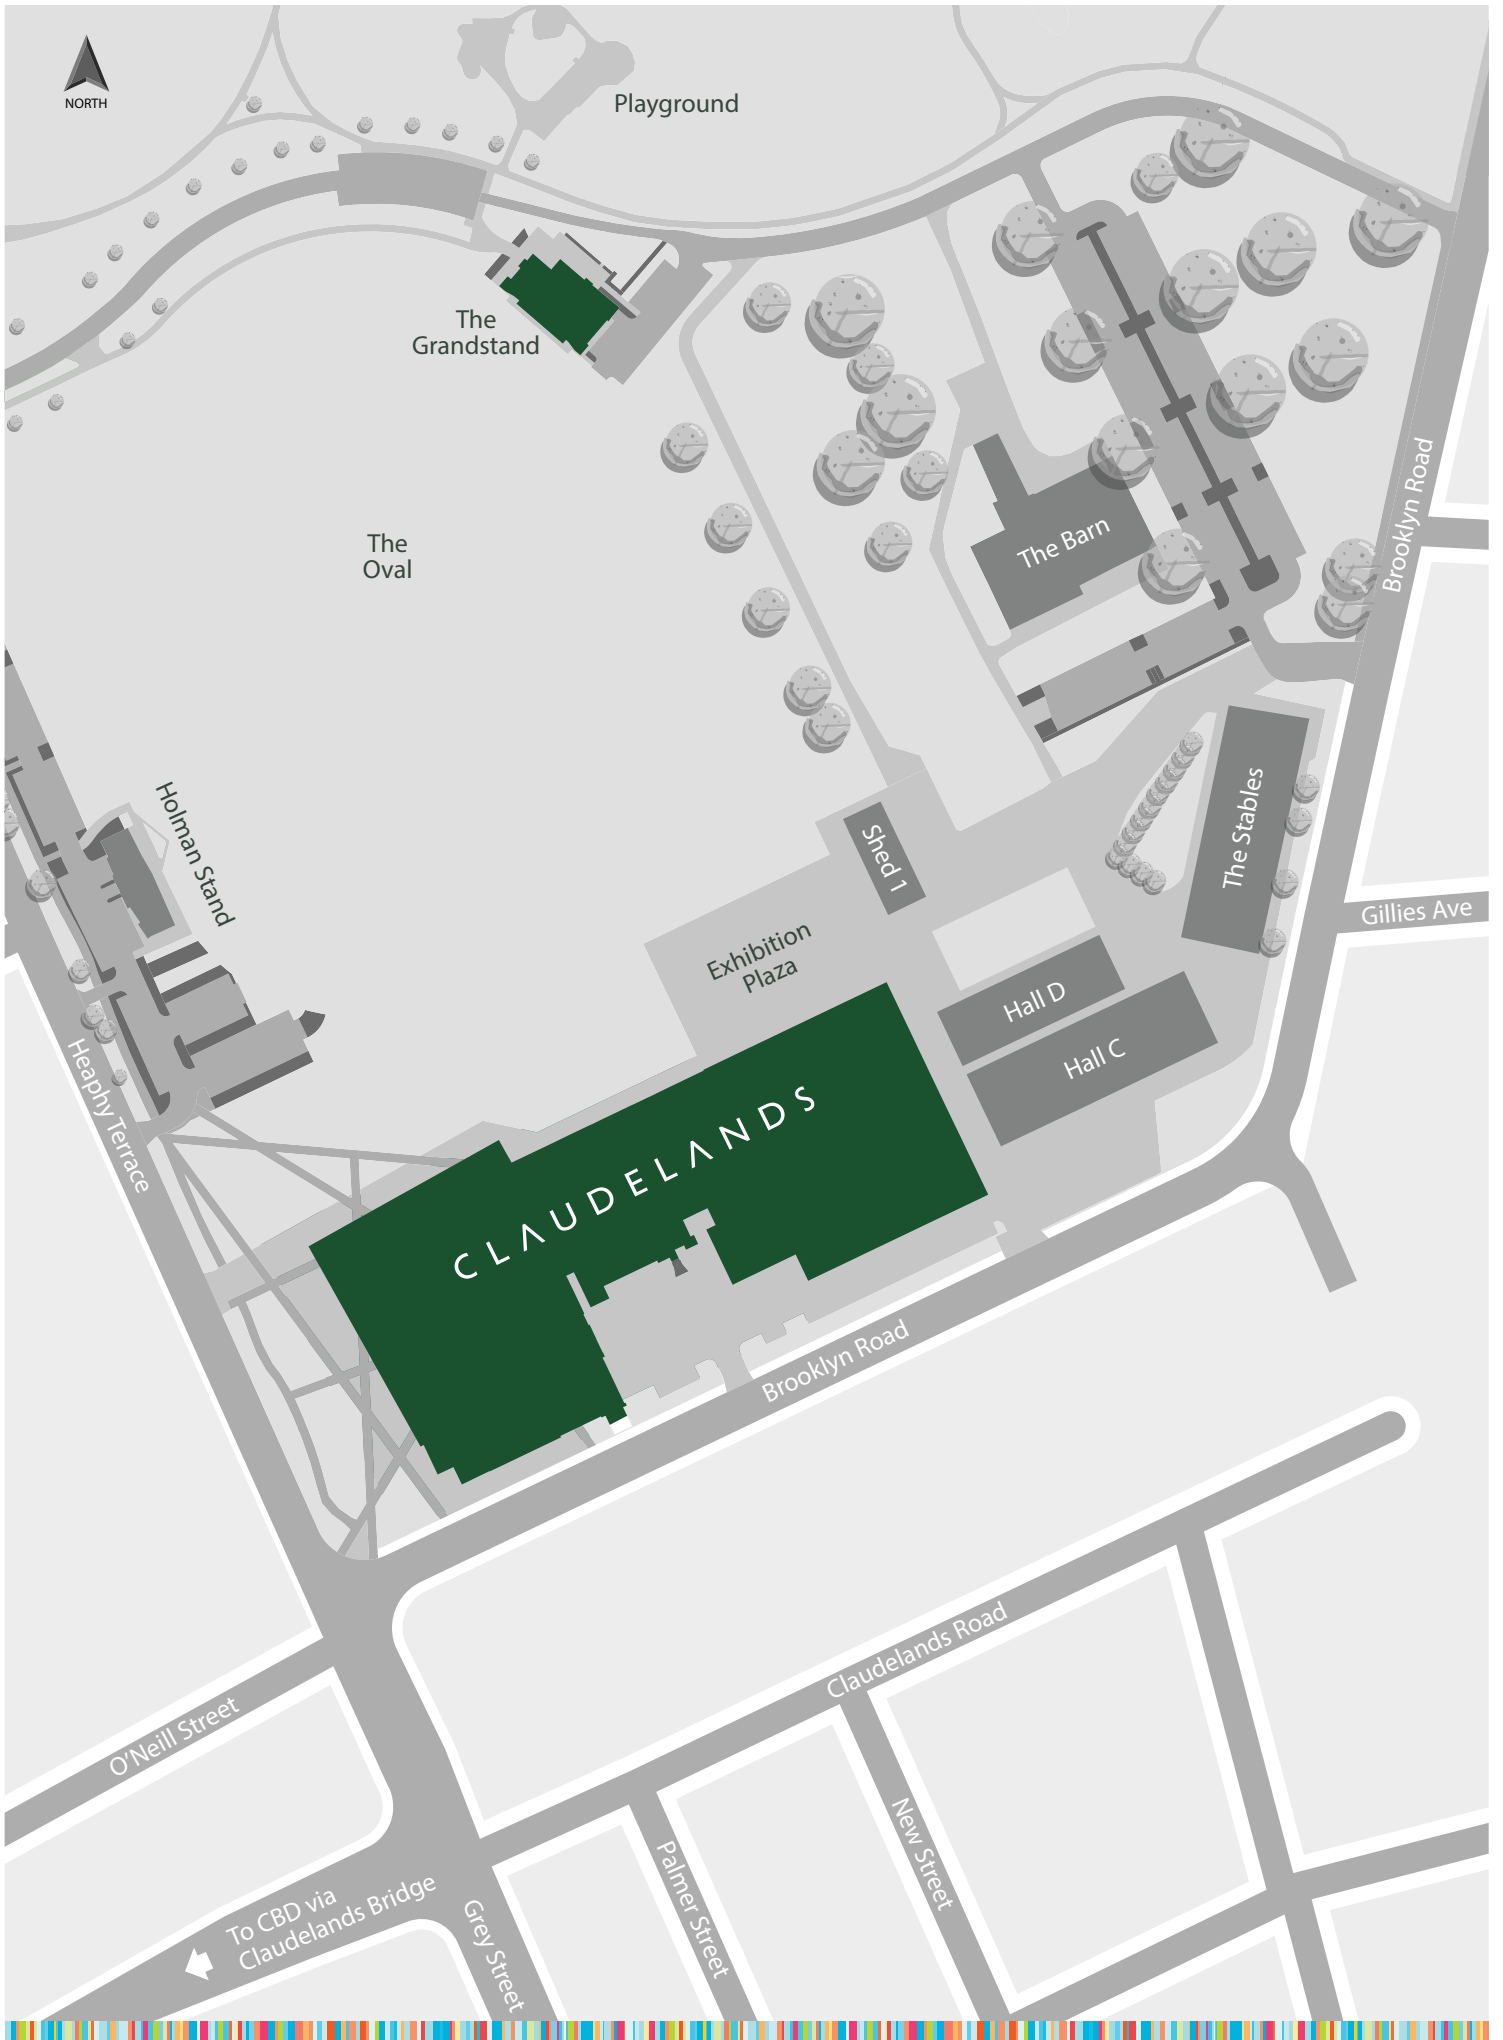 NORTH
Playground
The
Grandstand
The
Oval
Brooklyn Road
The Barn
Holman Stand
The Stables
Shed 1
Gillies Ave
Exhibition
Plaza
Hall D
Hall C
Heaphy Terrace
CLAUDELANDS
Brooklyn Road
Claudelands Road
O'Neill Street
New Street
Palmer Street
To CBD via
Claudelands Bridge
Grey Street